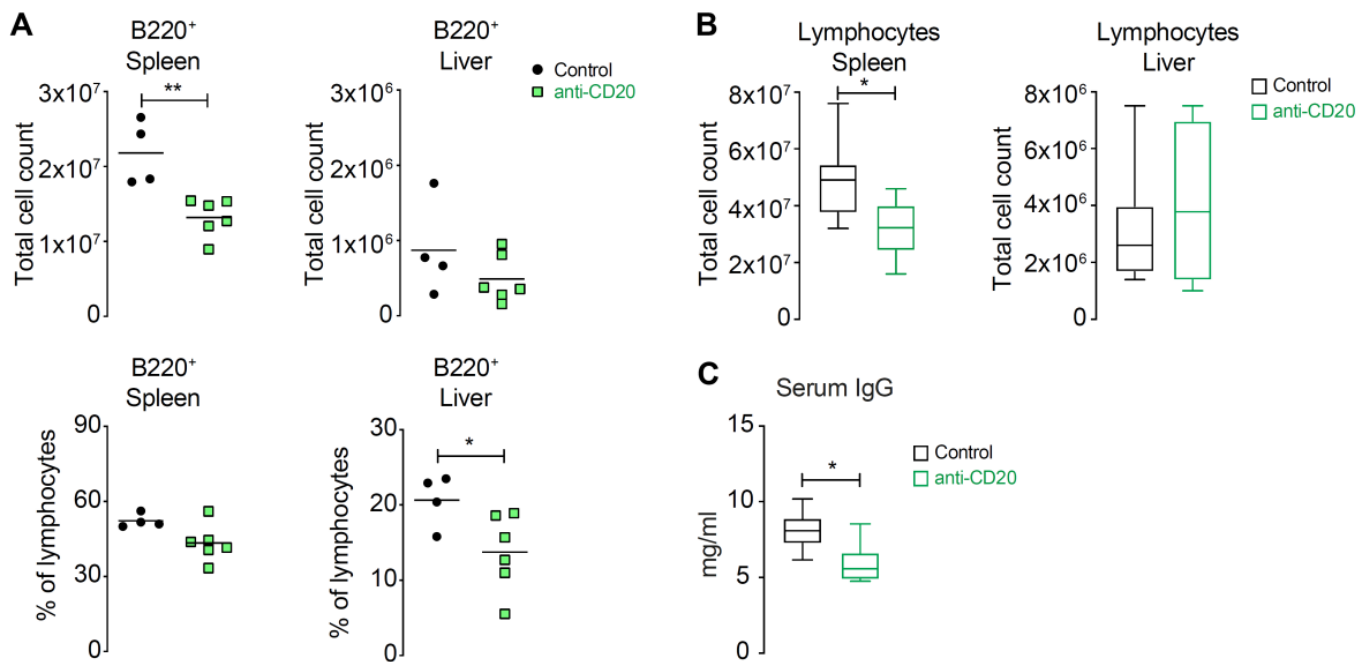 A
B220⁺
Spleen
Total cell count
3x10⁷
2x10⁷
1x10⁷
0
**
B220⁺
Liver
Total cell count
3x10⁶
2x10⁶
1x10⁶
0
Control
anti-CD20
B220⁺
Spleen
% of lymphocytes
90
60
30
0
B220⁺
Liver
% of lymphocytes
30
20
10
0
*
B
Lymphocytes
Spleen
Total cell count
8x10⁷
6x10⁷
4x10⁷
2x10⁷
0
*
Lymphocytes
Liver
Total cell count
8x10⁶
6x10⁶
4x10⁶
2x10⁶
0
Control
anti-CD20
C
Serum IgG
mg/ml
15
10
5
0
*
Control
anti-CD20